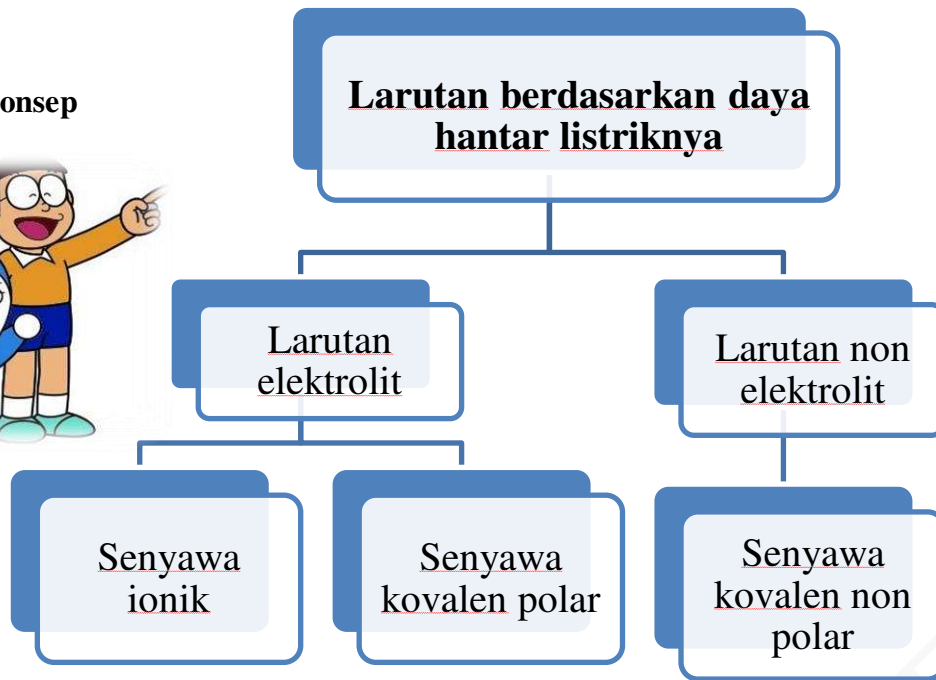 onsep
Larutan berdasarkan daya
hantar listriknya
Larutan
elektrolit
Larutan non
elektrolit
Senyawa
ionik
Senyawa
kovalen polar
Senyawa
kovalen non
polar